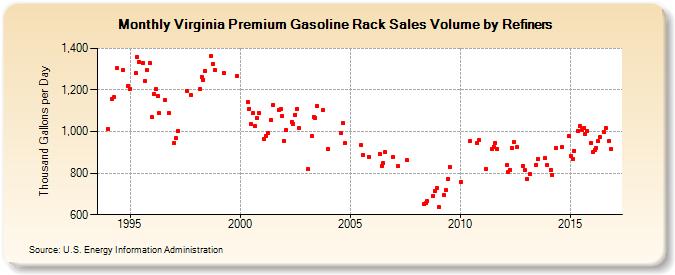 Monthly Virginia Premium Gasoline Rack Sales Volume by Refiners
Thousand Gallons per Day
1,400
1,200
1,000
800
600
1995 2000 2005 2010 2015
Source: U.S. Energy Information Administration